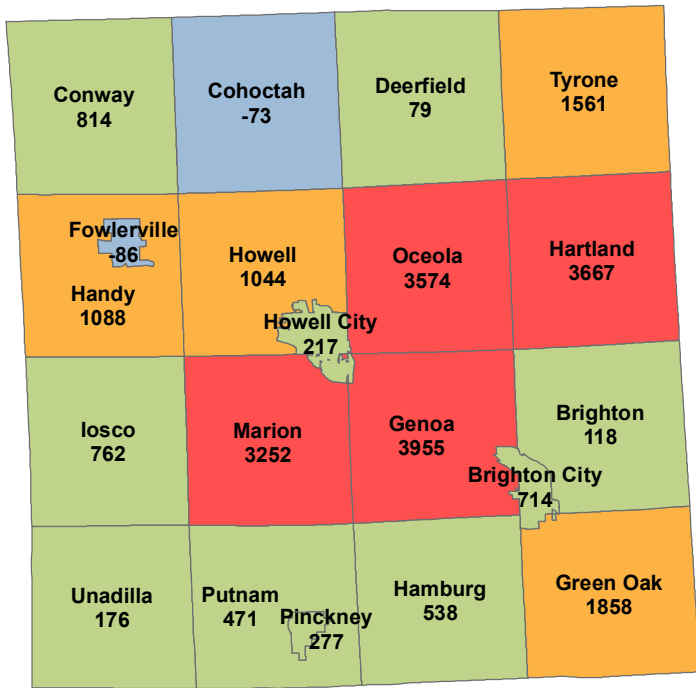 Conway
814
Cohoctah
-73
Deerfield
79
Tyrone
1561
Fowlerville
-86
Handy
1088
Howell
1044
Oceola
3574
Hartland
3667
Howell City
217
Iosco
762
Marion
3252
Genoa
3955
Brighton
118
Brighton City
714
Unadilla
176
Putnam
471
Pinckney
277
Hamburg
538
Green Oak
1858